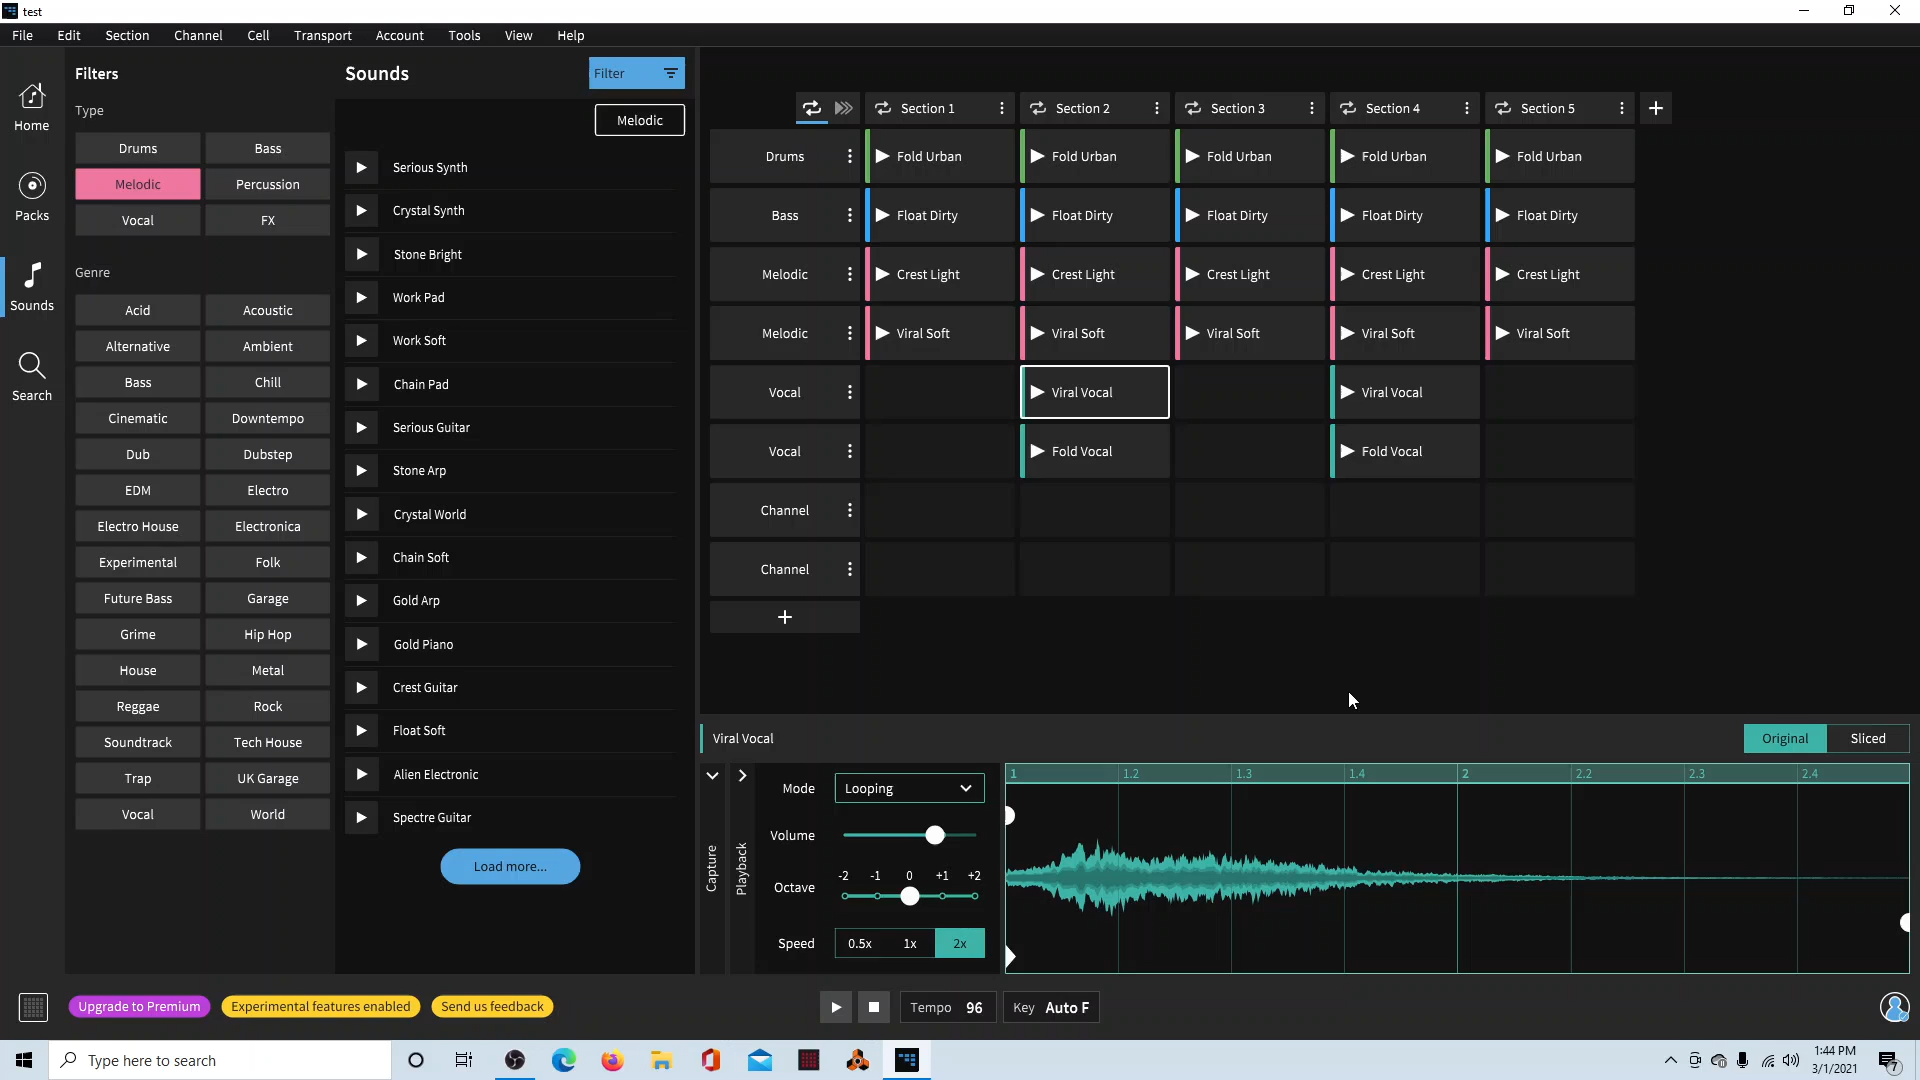 test
File Edit Section Channel Cell Transport Account Tools View Help
Home
Packs
Sounds
Search
Filters
Type
Drums Bass
Melodic Percussion
Vocal FX
Genre
Acid Acoustic
Alternative Ambient
Bass Chill
Cinematic Downtempo
Dub Dubstep
EDM Electro
Electro House Electronica
Experimental Folk
Future Bass Garage
Grime Hip Hop
House Metal
Reggae Rock
Soundtrack Tech House
Trap UK Garage
Vocal World
Sounds Filter
Melodic
Serious Synth
Crystal Synth
Stone Bright
Work Pad
Work Soft
Chain Pad
Serious Guitar
Stone Arp
Crystal World
Chain Soft
Gold Arp
Gold Piano
Crest Guitar
Float Soft
Alien Electronic
Spectre Guitar
Load more...
Section 1 Section 2 Section 3 Section 4 Section 5
Drums Fold Urban Fold Urban Fold Urban Fold Urban Fold Urban
Bass Float Dirty Float Dirty Float Dirty Float Dirty Float Dirty
Melodic Crest Light Crest Light Crest Light Crest Light Crest Light
Melodic Viral Soft Viral Soft Viral Soft Viral Soft Viral Soft
Vocal Viral Vocal Viral Vocal
Vocal Fold Vocal Fold Vocal
Channel
Channel
Viral Vocal Original Sliced
Capture
Playback
Mode Looping
Volume
-2 -1 0 +1 +2
Octave
Speed 0.5x 1x 2x
1 1.2 1.3 1.4 2 2.2 2.3 2.4
Upgrade to Premium Experimental features enabled Send us feedback
Tempo 96 Key Auto F
Type here to search
1:44 PM
3/1/2021
7